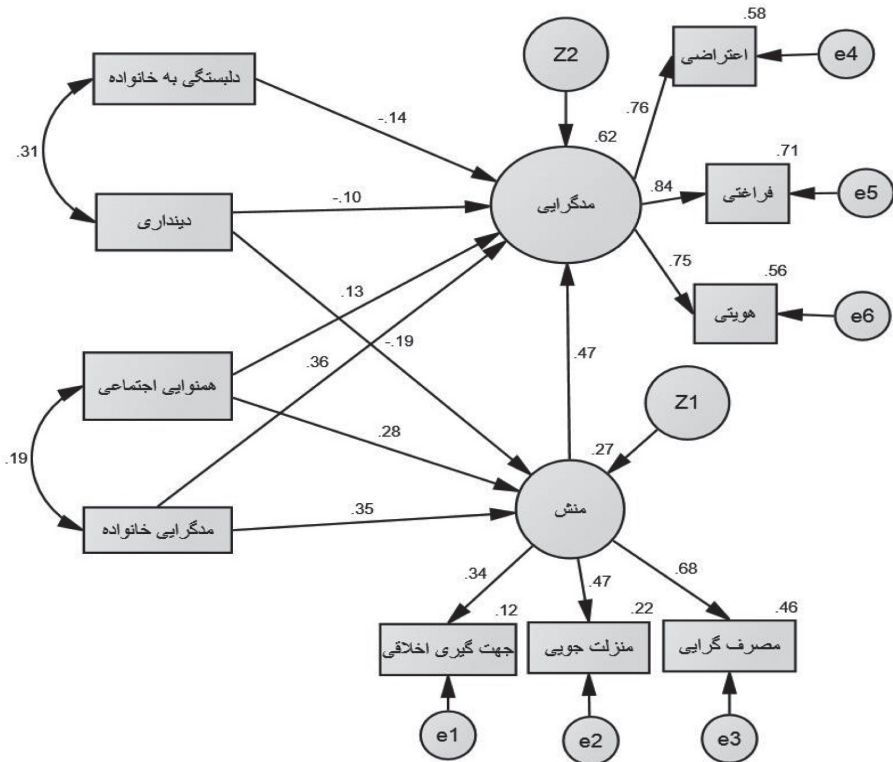 .58
اعتراضی
e4
Z2
دلبستگی به خانواده
.76
-.14
.62
.71
.31
مدگرایی
.84
فراغتی
e5
دینداری
-.10
.75
.56
.13
هویتی
e6
-.19
.47
.36
همنوایی اجتماعی
Z1
.28
.27
.19
.35
منش
مدگرایی خانواده
.34
.47
.68
.12
.22
.46
جهت گیری اخلاقی
منزلت جویی
مصرف گرایی
e1
e2
e3